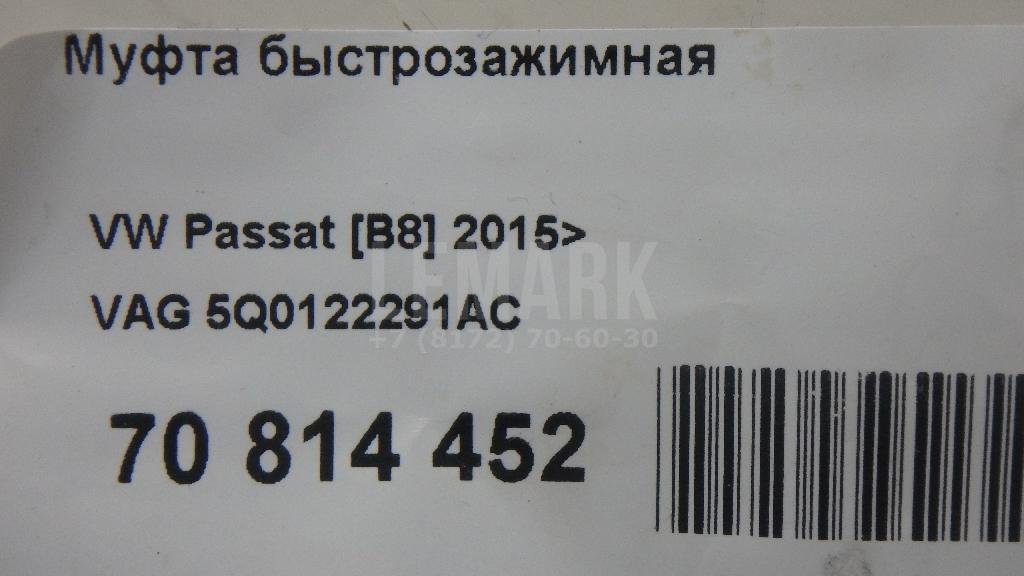 Муфта быстрозажимная
VW Passat [B8] 2015>
LEMARK
VAG 5Q0122291AC
+7 (8172) 70-60-30
70 814 452